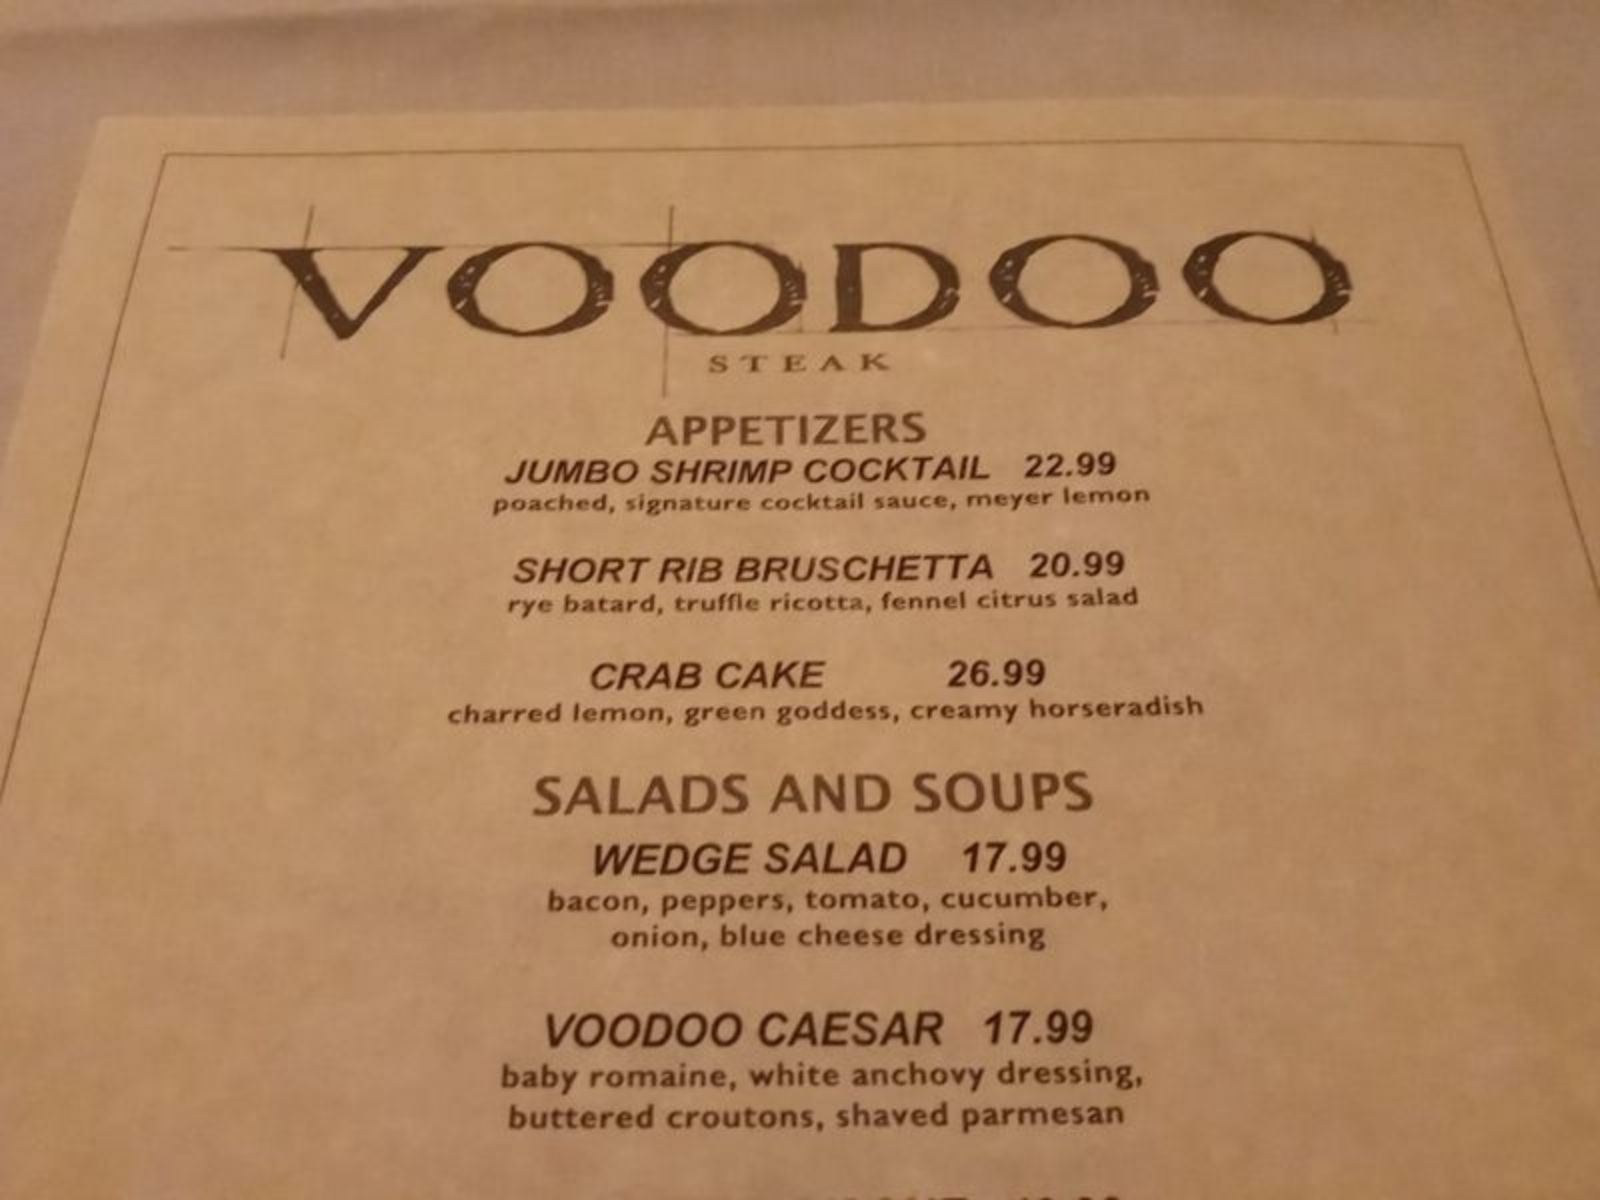 VOODOO
STEAK
APPETIZERS
JUMBO SHRIMP COCKTAIL 22.99
poached, signature cocktail sauce, meyer lemon
SHORT RIB BRUSCHETTA 20.99
rye batard, truffle ricotta, fennel citrus salad
CRAB CAKE 26.99
charred lemon, green goddess, creamy horseradish
SALADS AND SOUPS
WEDGE SALAD 17.99
bacon, peppers, tomato, cucumber,
onion, blue cheese dressing
VOODOO CAESAR 17.99
baby romaine, white anchovy dressing,
buttered croutons, shaved parmesan